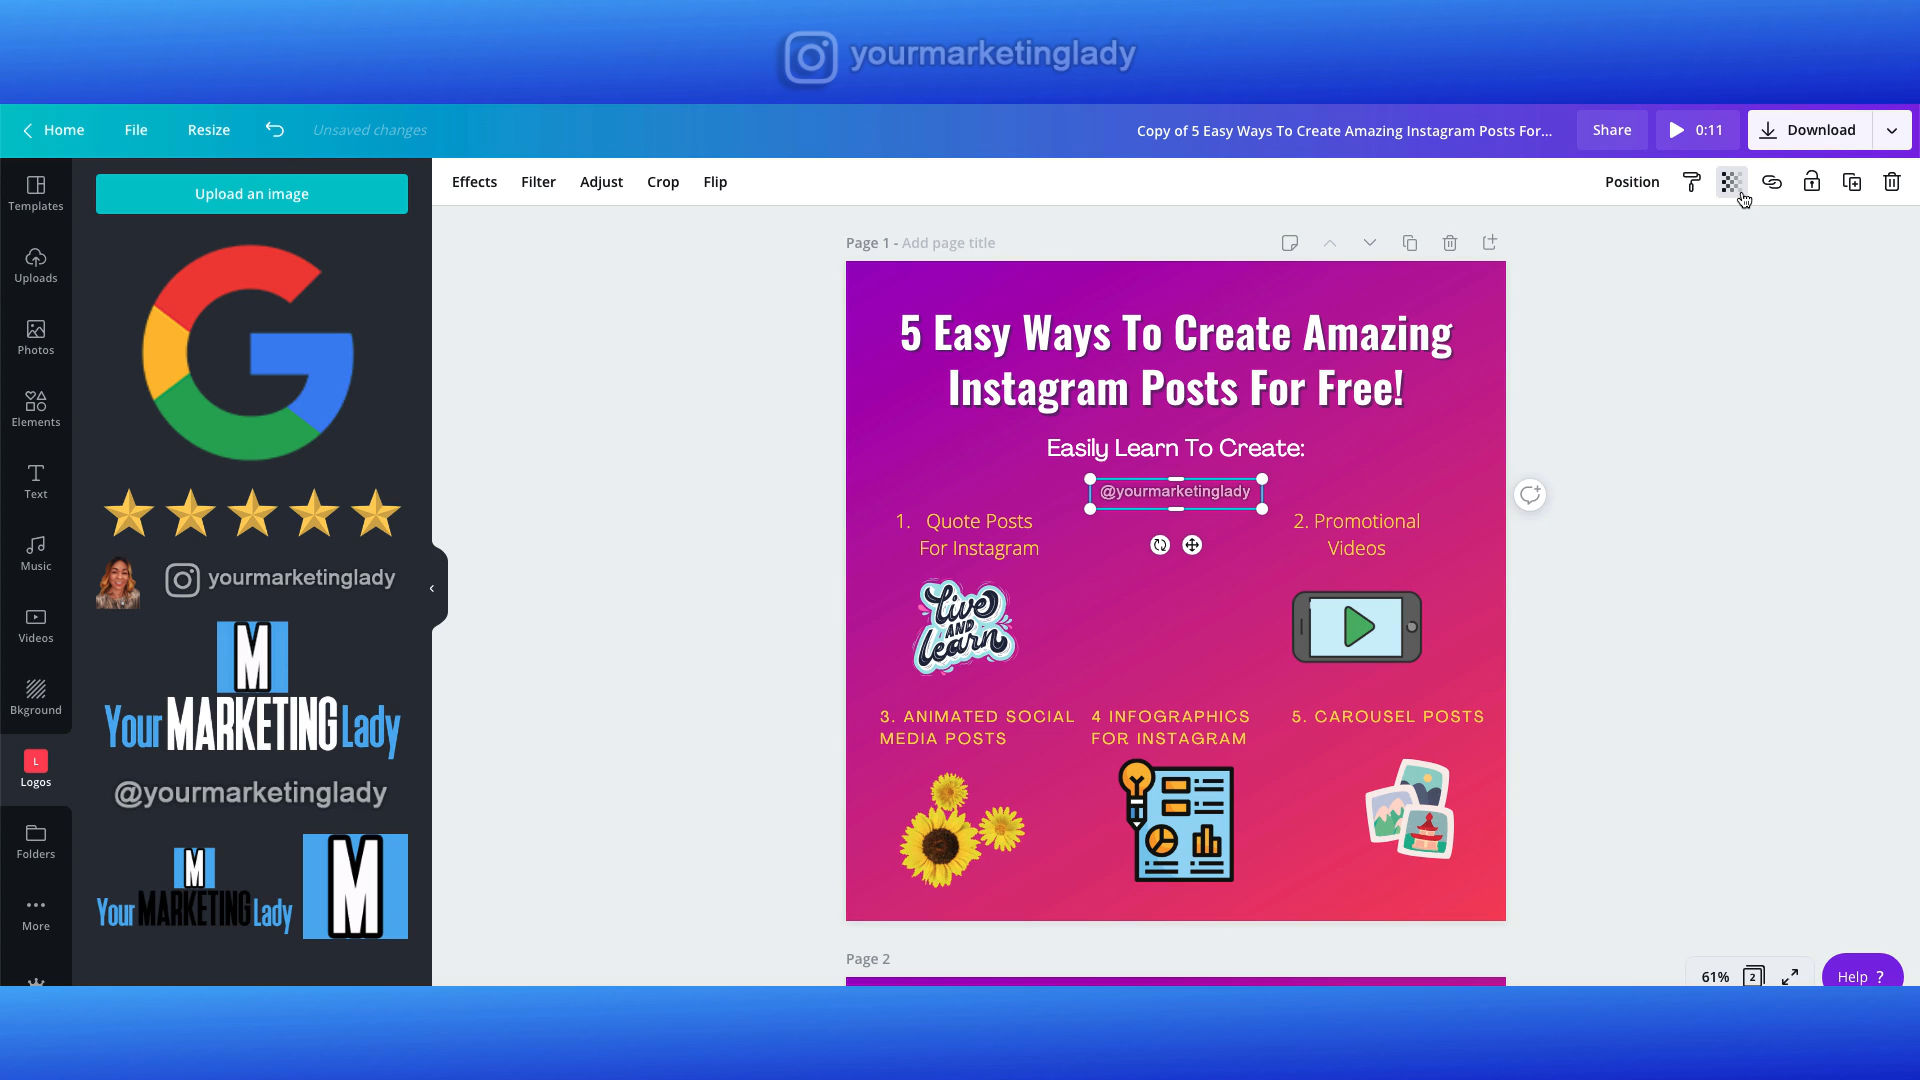 yourmarketinglady
Home
File
Resize
Unsaved changes
Copy of 5 Easy Ways To Create Amazing Instagram Posts For...
Share
0:11
Download
Templates
Uploads
Photos
Elements
Text
Music
Videos
Bkground
L
Logos
Folders
More
Upload an image
yourmarketinglady
M
Your MARKETING Lady
@yourmarketinglady
M
Your MARKETING Lady
M
Effects
Filter
Adjust
Crop
Flip
Position
Page 1 - Add page title
5 Easy Ways To Create Amazing
Instagram Posts For Free!
Easily Learn To Create:
@yourmarketinglady
1. Quote Posts
For Instagram
2. Promotional
Videos
Live
AND
learn
3. ANIMATED SOCIAL
MEDIA POSTS
4 INFOGRAPHICS
FOR INSTAGRAM
5. CAROUSEL POSTS
Page 2
61%
2
Help ?